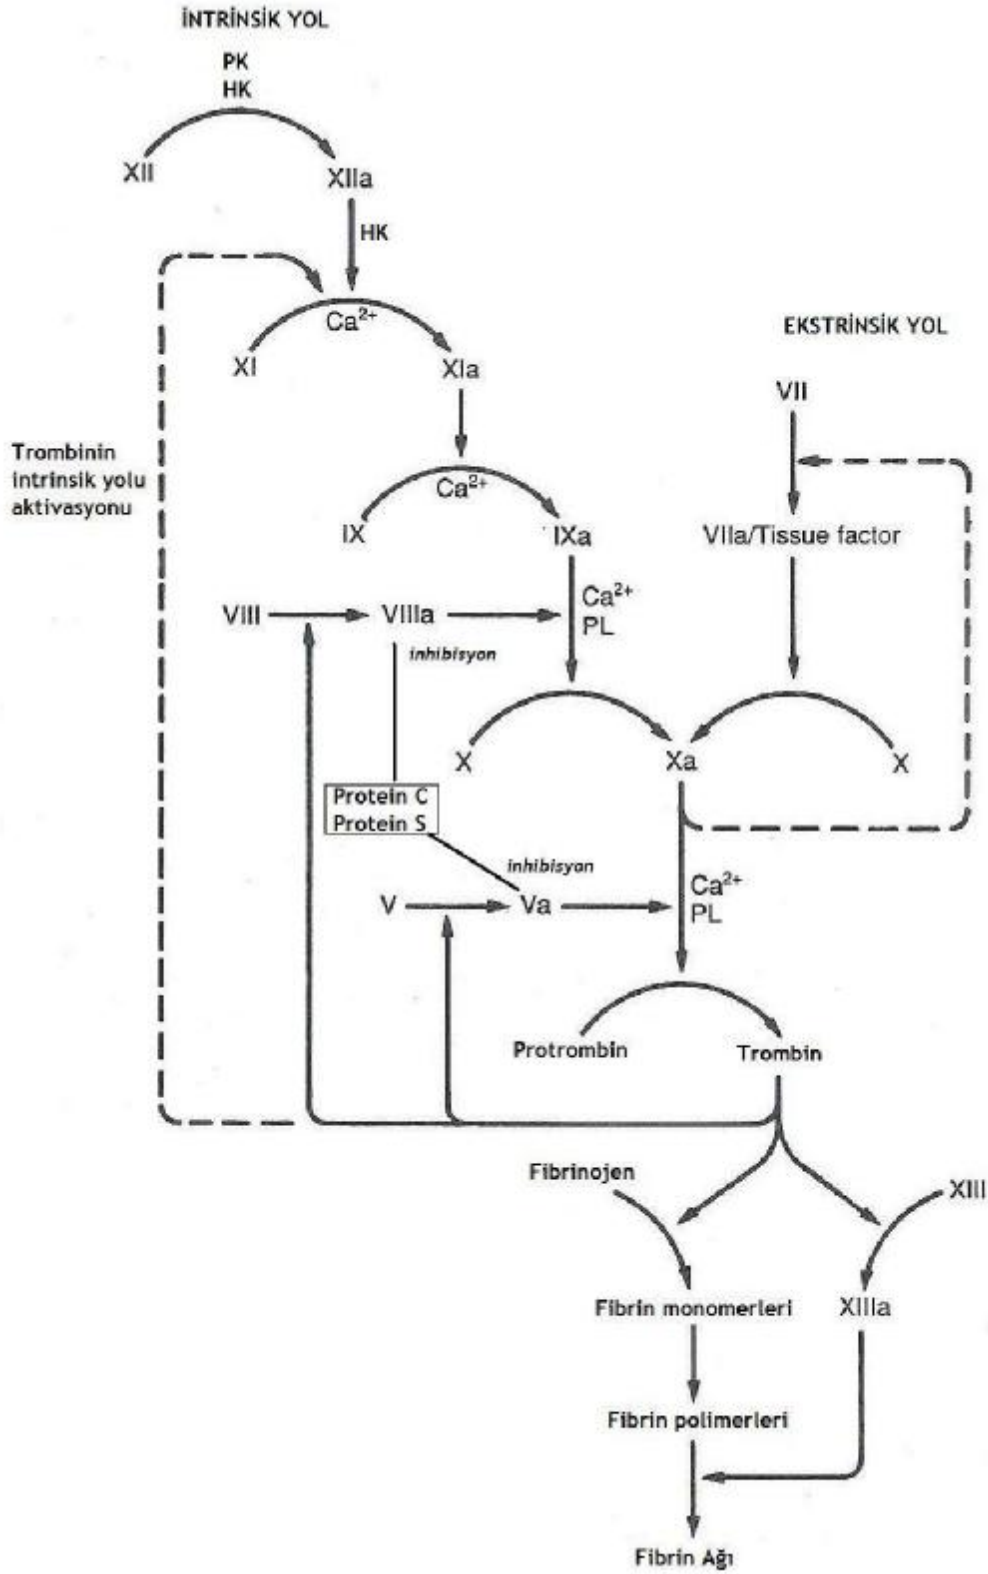 İNTRİNSİK YOL
PK
HK
XII
XIIa
HK
Ca²⁺
XI
XIa
EKSTRİNSİK YOL
VII
Trombinin
intrinsik yolu
aktivasyonu
Ca²⁺
IX
IXa
VIIa/Tissue factor
Ca²⁺
PL
VIII
VIIIa
inhibisyon
X
Xa
X
Protein C
Protein S
inhibisyon
Ca²⁺
PL
V
Va
Protrombin
Trombin
Fibrinojen
XIII
Fibrin monomerleri
XIIIa
Fibrin polimerleri
Fibrin Ağı